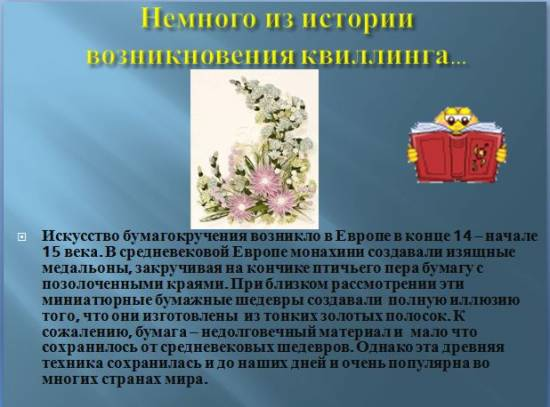 Немного из истории
возникновения квиллинга...
Искусство бумагокручения возникло в Европе в конце 14 – начале
15 века. В средневековой Европе монахини создавали изящные
медальоны, закручивая на кончике птичьего пера бумагу с
позолоченными краями. При близком рассмотрении эти
миниатюрные бумажные шедевры создавали полную иллюзию
того, что они изготовлены из тонких золотых полосок. К
сожалению, бумага – недолговечный материал и мало что
сохранилось от средневековых шедевров. Однако эта древняя
техника сохранилась и до наших дней и очень популярна во
многих странах мира.